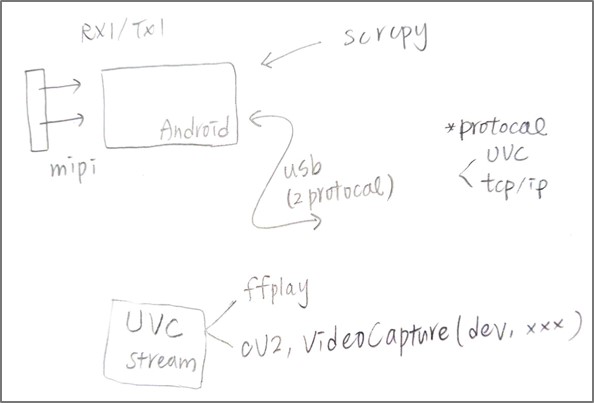 RX1/TX1
scrcpy
Android
mipi
usb
(2 protocal)
*protocal
UVC
tcp/ip
UVC
stream
ffplay
cv2, VideoCapture(dev, xxx)